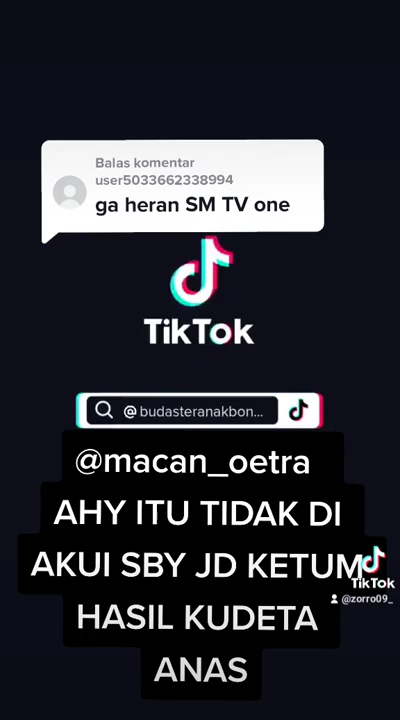 Balas komentar
user5033662338994
ga heran SM TV one
TikTok
@budasteranakbon...
@macan_oetra
AHY ITU TIDAK DI
AKUI SBY JD KETUM
HASIL KUDETA
ANAS
TikTok
@zorro09_